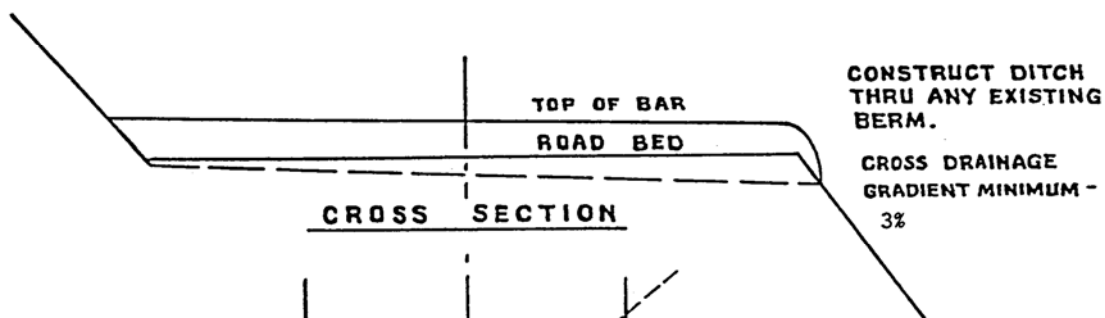 TOP OF BAR
ROAD BED
CROSS SECTION
CONSTRUCT DITCH
THRU ANY EXISTING
BERM.
CROSS DRAINAGE
GRADIENT MINIMUM -
3%